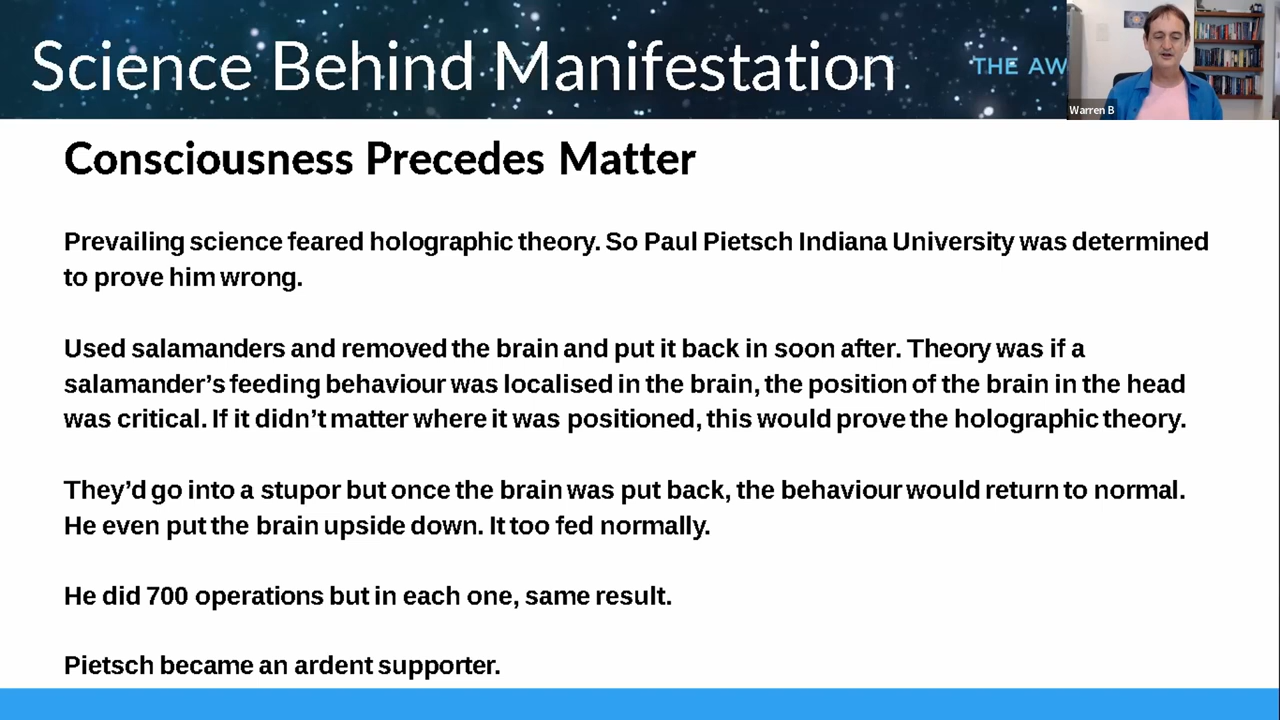 Science Behind Manifestation
THE AW
Warren B
Consciousness Precedes Matter
Prevailing science feared holographic theory. So Paul Pietsch Indiana University was determined
to prove him wrong.
Used salamanders and removed the brain and put it back in soon after. Theory was if a
salamander’s feeding behaviour was localised in the brain, the position of the brain in the head
was critical. If it didn’t matter where it was positioned, this would prove the holographic theory.
They’d go into a stupor but once the brain was put back, the behaviour would return to normal.
He even put the brain upside down. It too fed normally.
He did 700 operations but in each one, same result.
Pietsch became an ardent supporter.